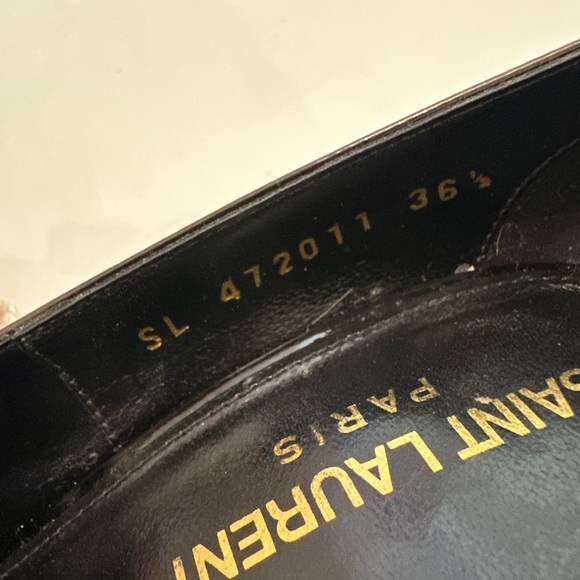 SL 472011 36½
SAINT LAURENT
PARIS